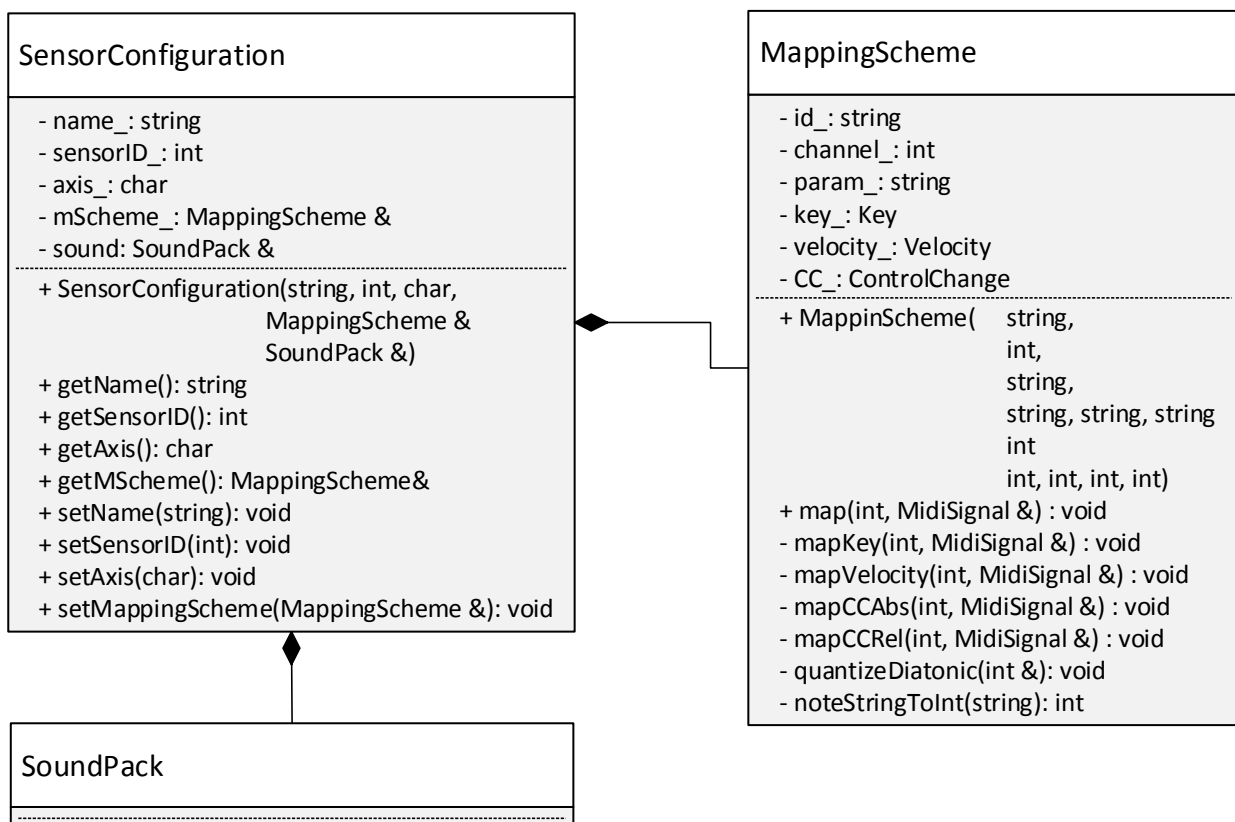 SensorConfiguration
- name_: string
- sensorID_: int
- axis_: char
- mScheme_: MappingScheme &
- sound: SoundPack &
+ SensorConfiguration(string, int, char,
MappingScheme &
SoundPack &)
+ getName(): string
+ getSensorID(): int
+ getAxis(): char
+ getMScheme(): MappingScheme&
+ setName(string): void
+ setSensorID(int): void
+ setAxis(char): void
+ setMappingScheme(MappingScheme &): void
MappingScheme
- id_: string
- channel_: int
- param_: string
- key_: Key
- velocity_: Velocity
- CC_: ControlChange
+ MappinScheme( string,
int,
string,
string, string, string
int
int, int, int, int)
+ map(int, MidiSignal &) : void
- mapKey(int, MidiSignal &) : void
- mapVelocity(int, MidiSignal &) : void
- mapCCAbs(int, MidiSignal &) : void
- mapCCRel(int, MidiSignal &) : void
- quantizeDiatonic(int &): void
- noteStringToInt(string): int
SoundPack